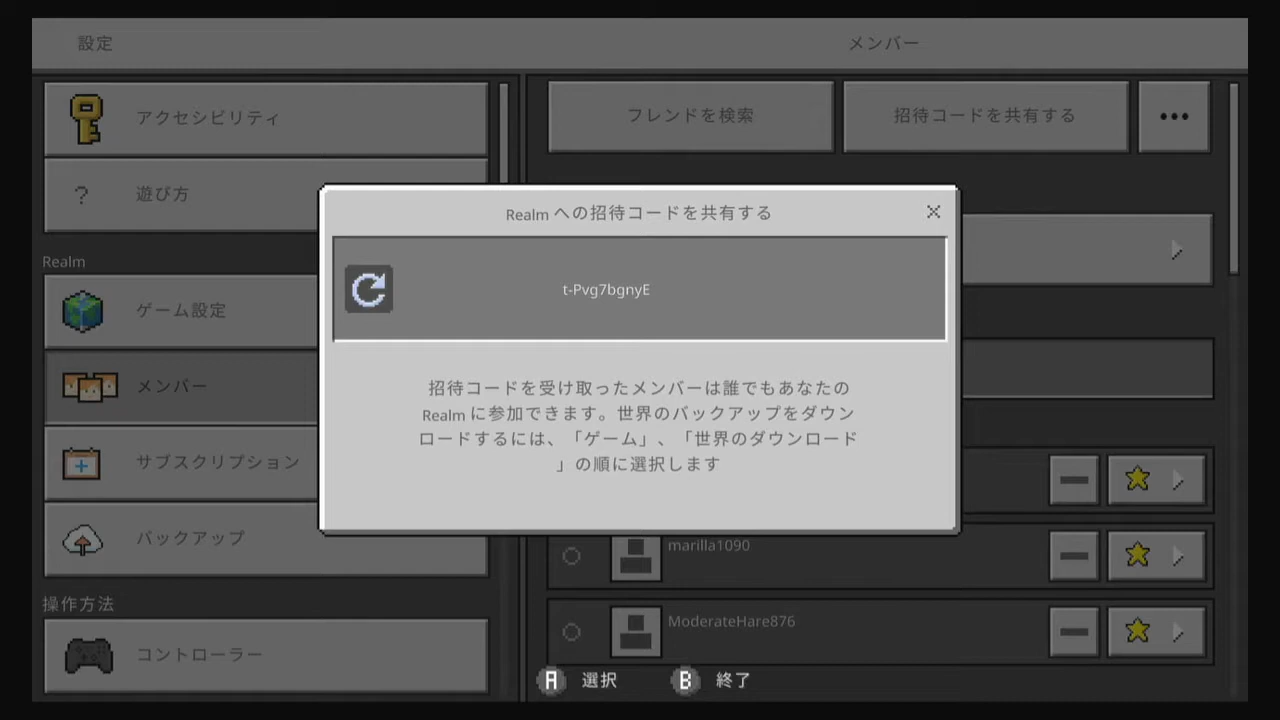 設定
メンバー
アクセシビリティ
遊び方
Realm
ゲーム設定
メンバー
サブスクリプション
バックアップ
操作方法
コントローラー
フレンドを検索
招待コードを共有する
•••
Realm への招待コードを共有する
t-Pvg7bgnyE
招待コードを受け取ったメンバーは誰でもあなたの
Realm に参加できます。世界のバックアップをダウン
ロードするには、「ゲーム」、「世界のダウンロード
」の順に選択します
marilla1090
ModerateHare876
A 選択 B 終了